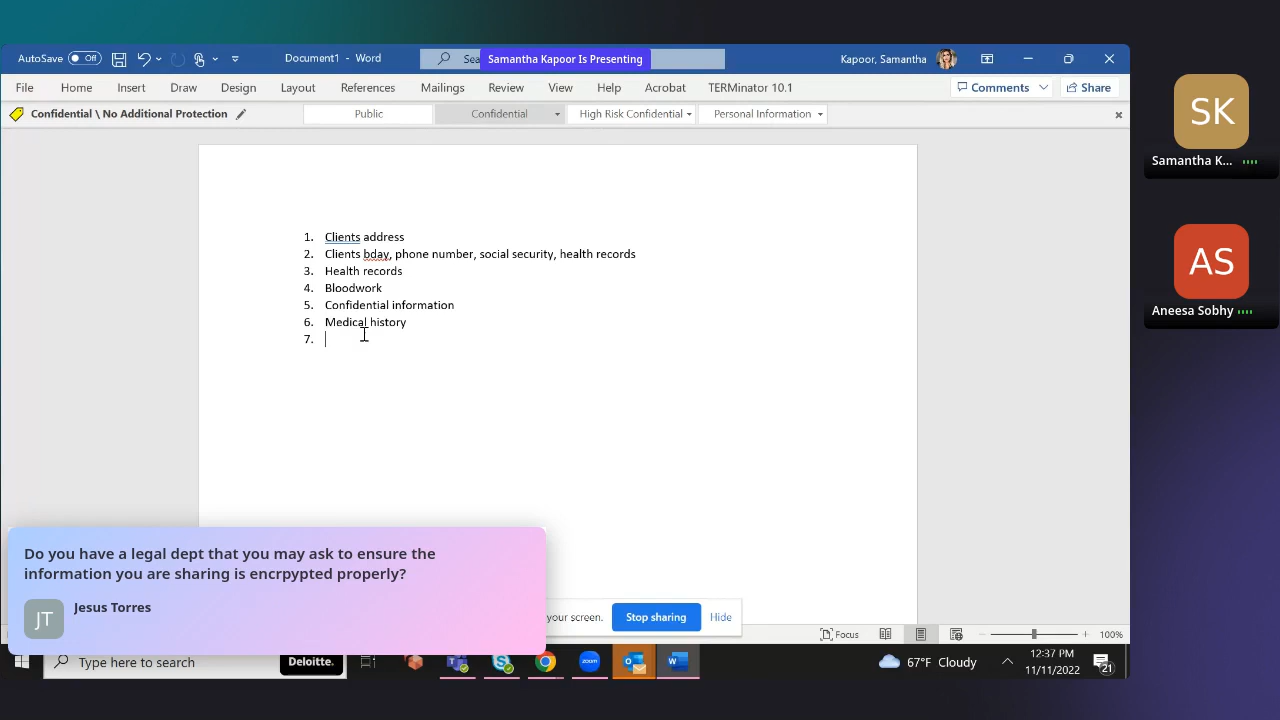 AutoSave Off
Document1 - Word
Sea
Samantha Kapoor Is Presenting
Kapoor, Samantha
File Home Insert Draw Design Layout References Mailings Review View Help Acrobat TERMinator 10.1
Comments
Share
Confidential \ No Additional Protection
Public
Confidential
High Risk Confidential
Personal Information
1. Clients address
2. Clients bday, phone number, social security, health records
3. Health records
4. Bloodwork
5. Confidential information
6. Medical history
7.
SK
Samantha K...
AS
Aneesa Sobhy
Do you have a legal dept that you may ask to ensure the
information you are sharing is encrpypted properly?
JT
Jesus Torres
your screen.
Stop sharing
Hide
Focus
100%
Type here to search
Deloitte.
zoom
67°F Cloudy
12:37 PM
11/11/2022
21